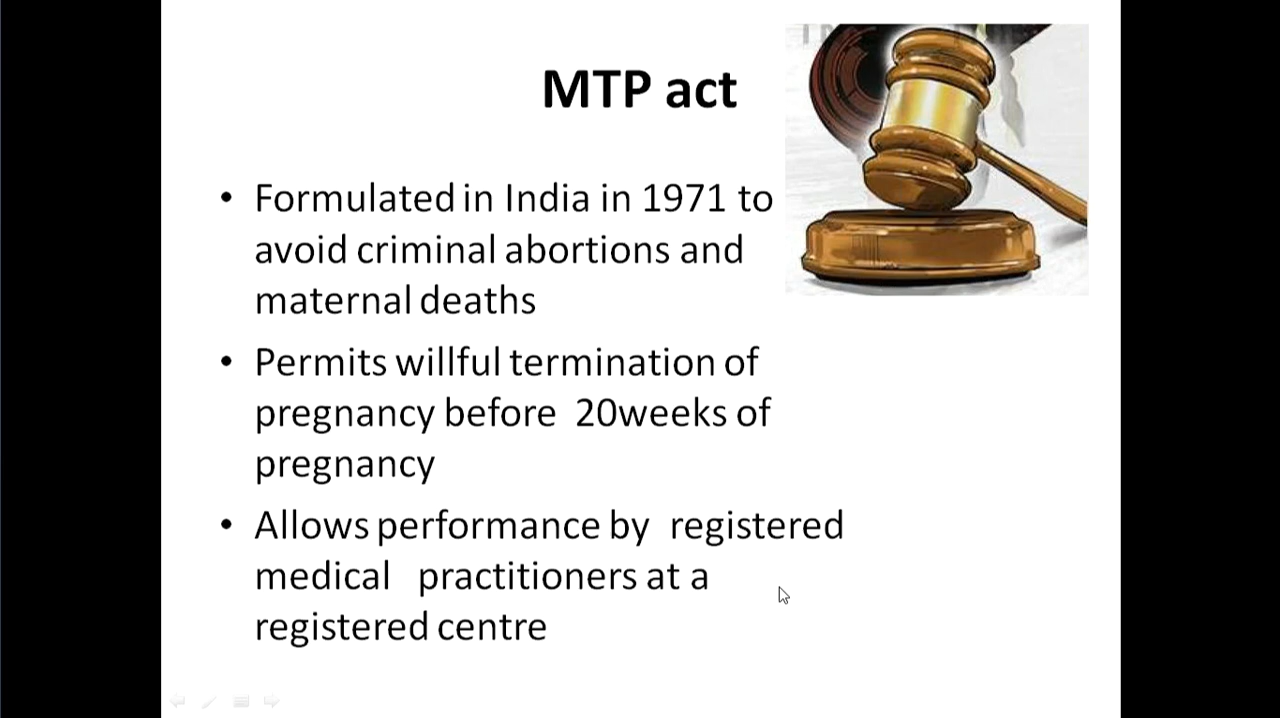 MTP act
• Formulated in India in 1971 to
avoid criminal abortions and
maternal deaths
• Permits willful termination of
pregnancy before 20weeks of
pregnancy
• Allows performance by registered
medical practitioners at a
registered centre